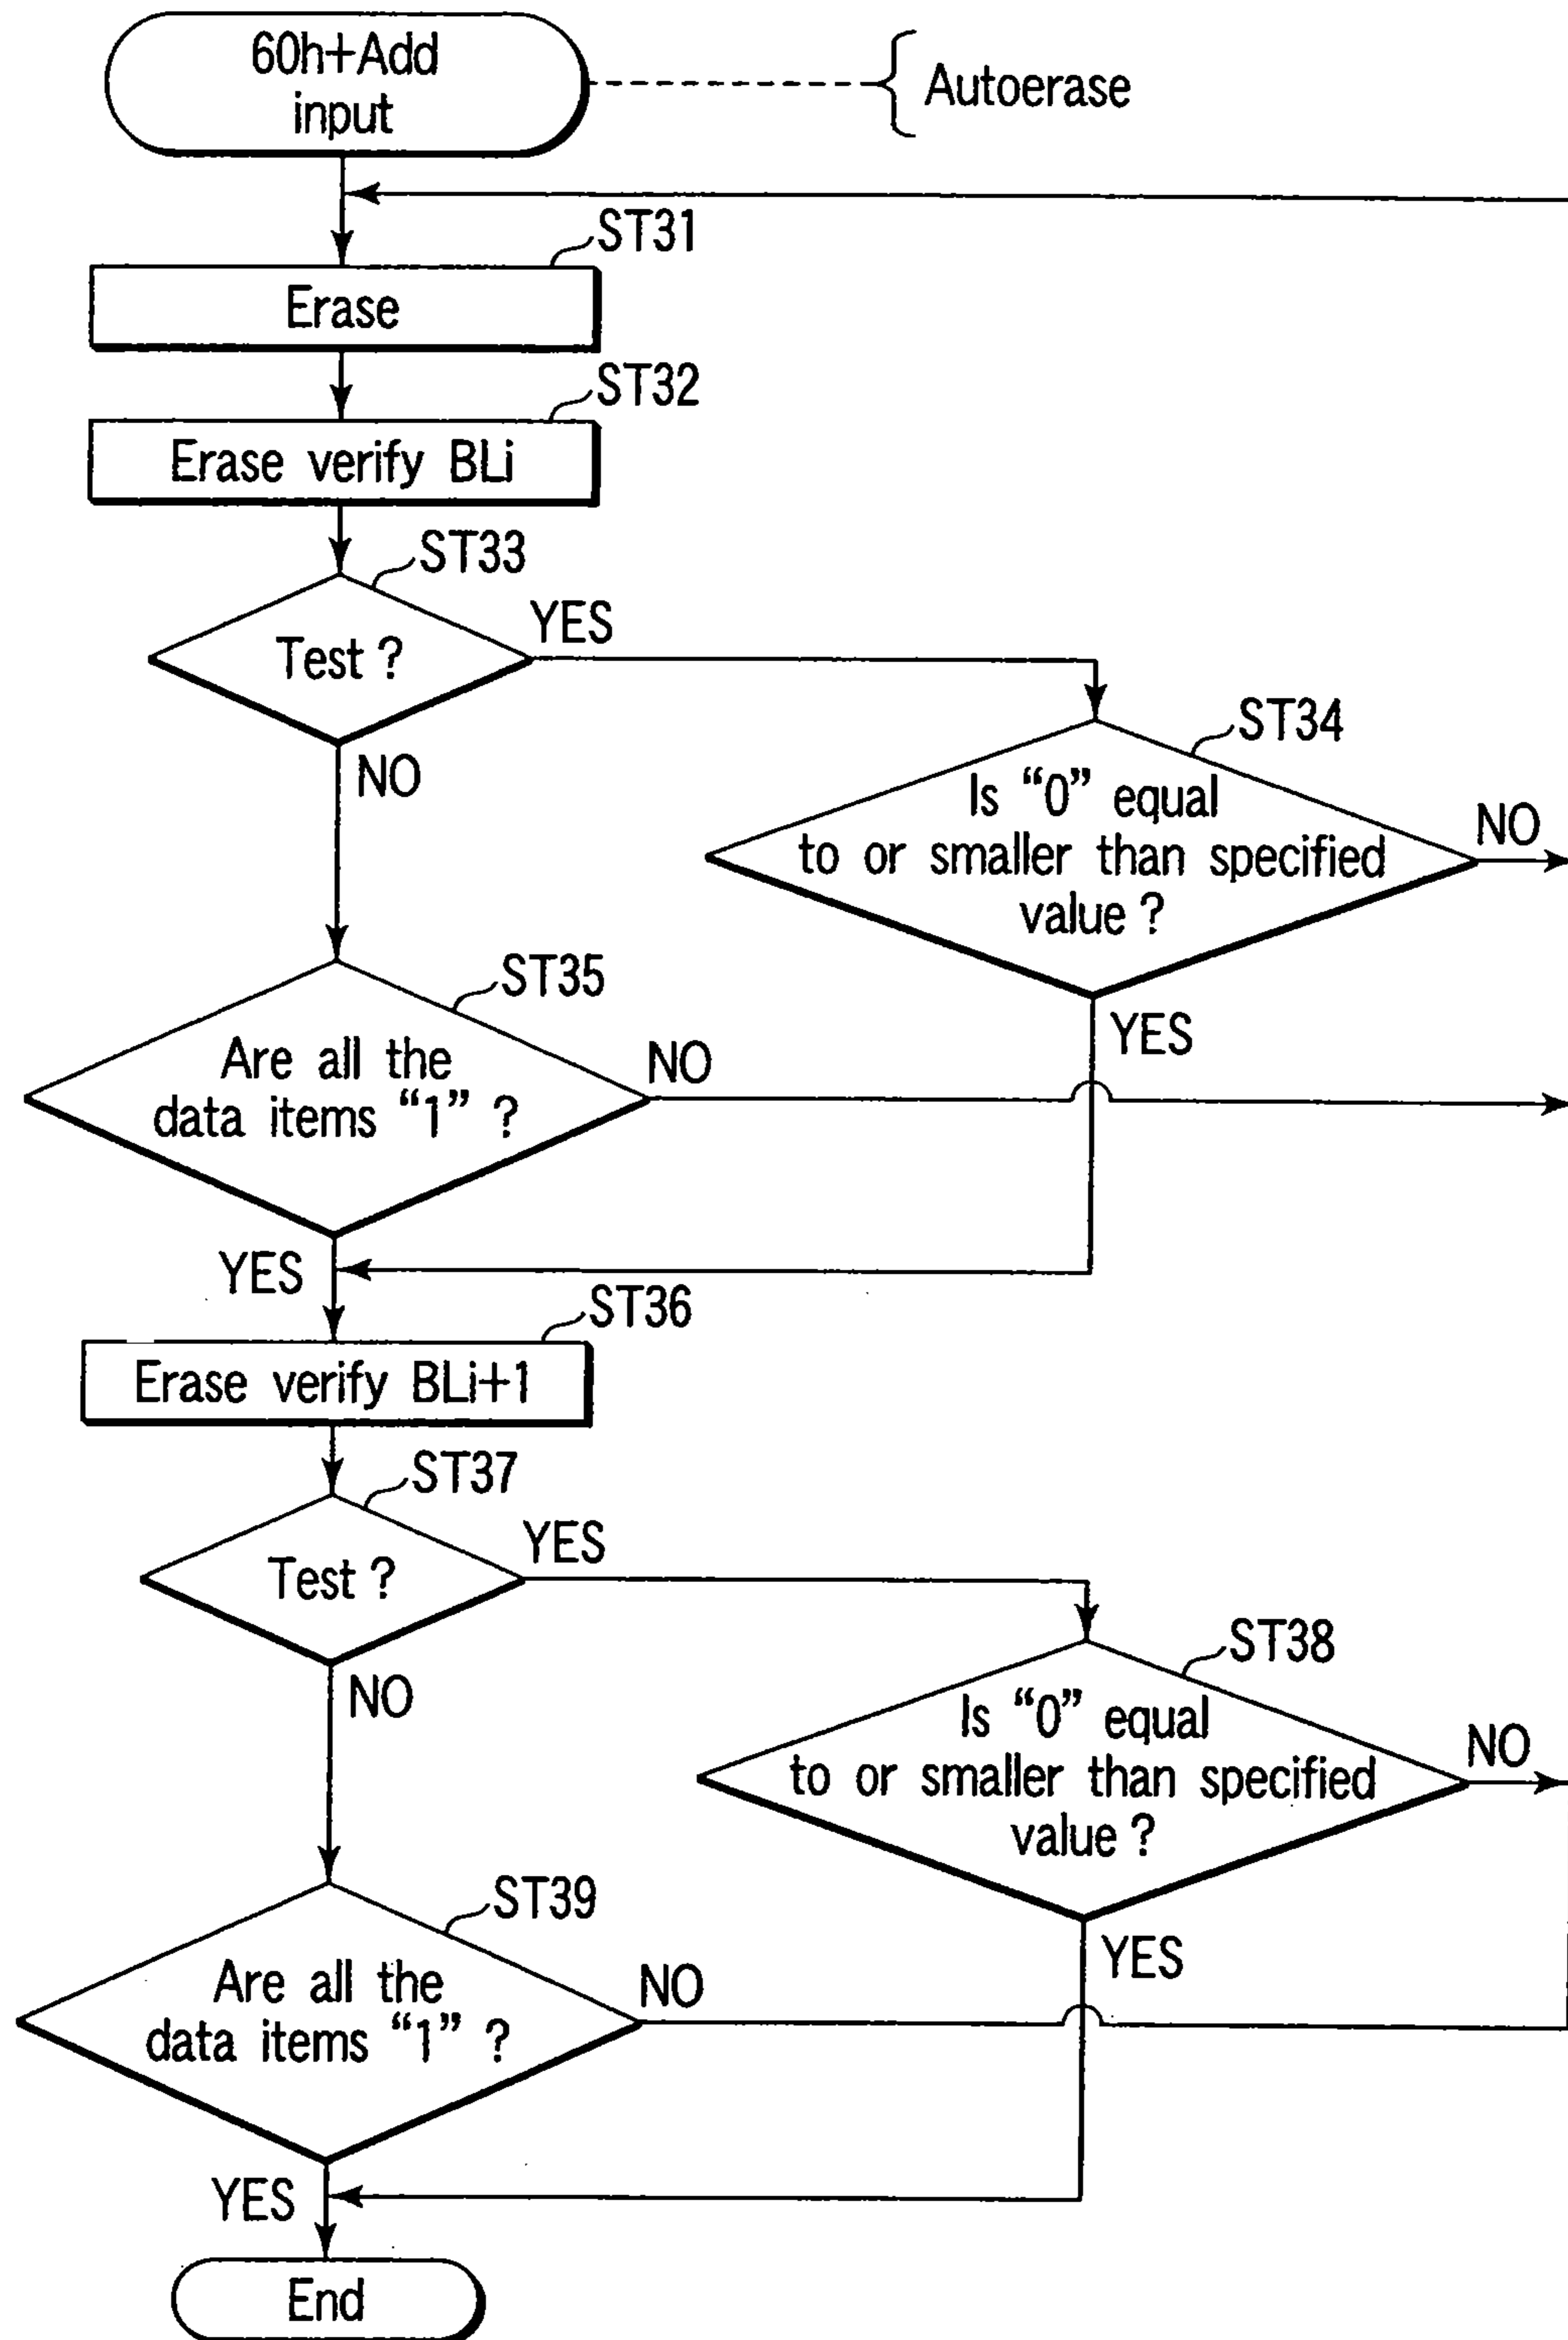 60h+Add
input
Autoerase
ST31
Erase
ST32
Erase verify BLi
ST33
Test ?
YES
NO
ST34
Is “0” equal
to or smaller than specified
value ?
NO
YES
ST35
Are all the
data items “1” ?
NO
YES
ST36
Erase verify BLi+1
ST37
Test ?
YES
NO
ST38
Is “0” equal
to or smaller than specified
value ?
NO
YES
ST39
Are all the
data items “1” ?
NO
YES
End